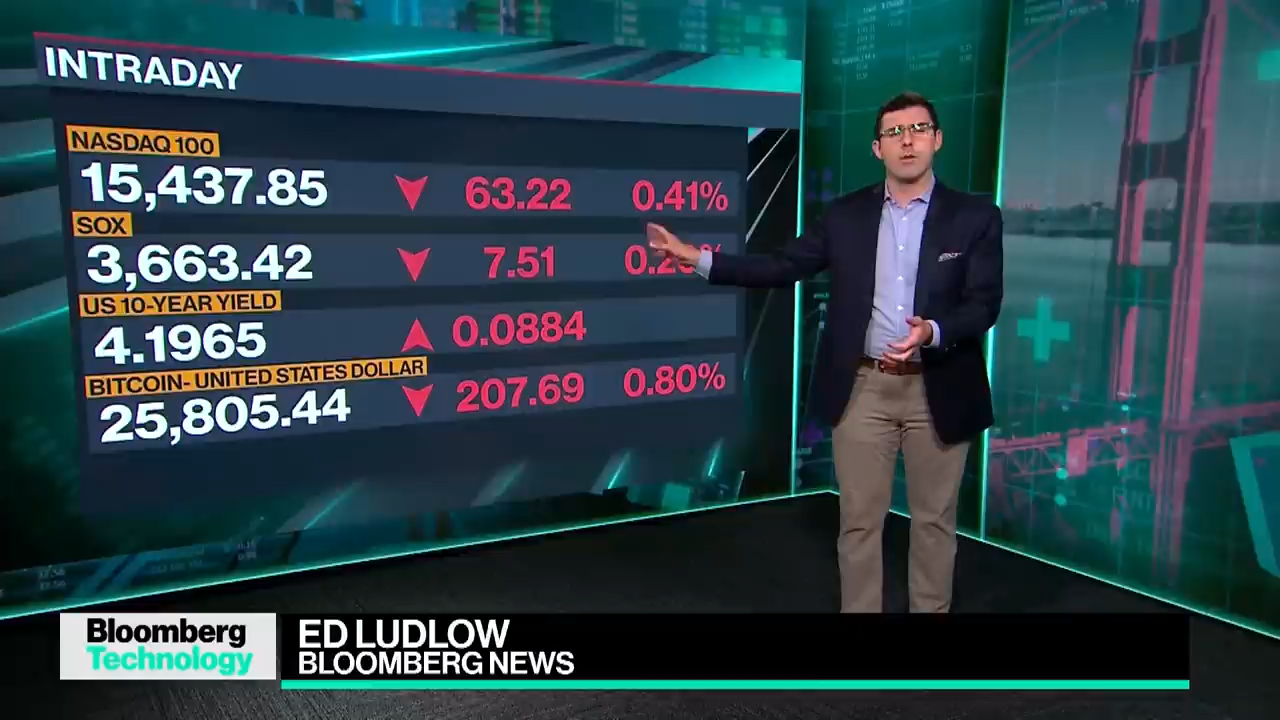 INTRADAY
NASDAQ 100
15,437.85 63.22 0.41%
SOX
3,663.42 7.51
US 10-YEAR YIELD
4.1965 0.0884
BITCOIN- UNITED STATES DOLLAR
25,805.44 207.69 0.80%
Bloomberg
Technology
ED LUDLOW
BLOOMBERG NEWS